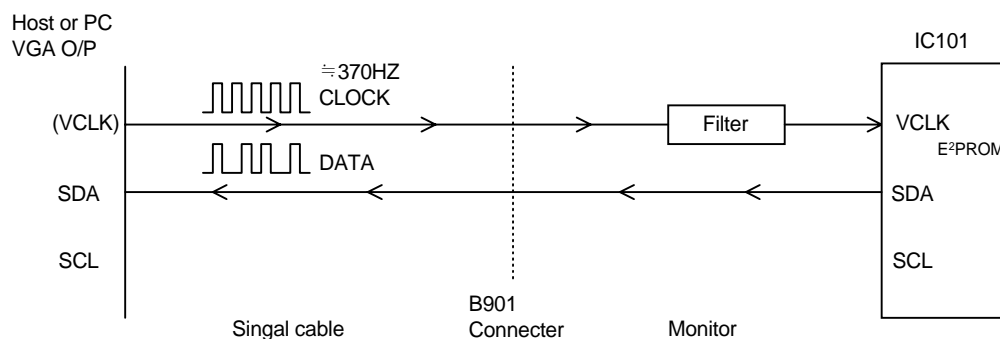 Host or PC
VGA O/P
IC101
≒370HZ
CLOCK
(VCLK)
Filter
VCLK
E²PROM
DATA
SDA
SDA
SCL
SCL
B901
Connecter
Singal cable
Monitor